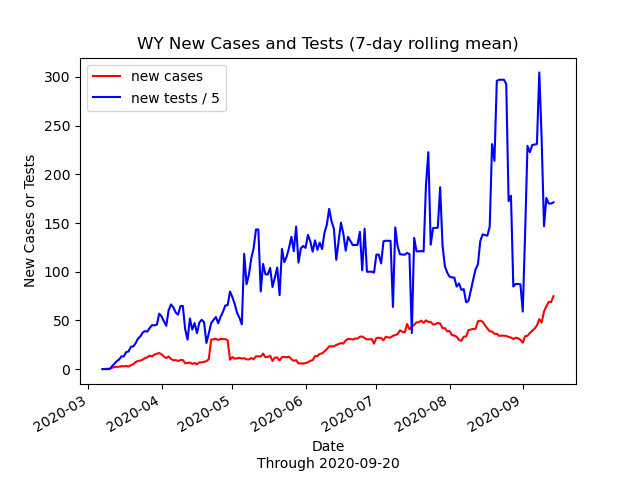 WY New Cases and Tests (7-day rolling mean)
new cases
new tests / 5
300
250
200
150
100
50
0
New Cases or Tests
2020-03
2020-04
2020-05
2020-06
2020-07
2020-08
2020-09
Date
Through 2020-09-20